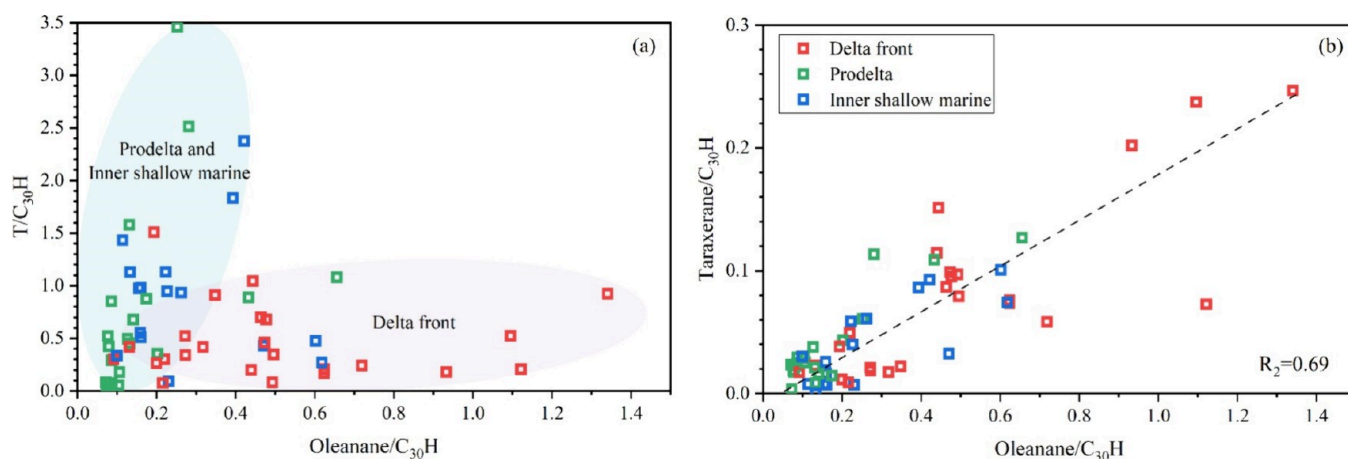 3.5
3.0
2.5
2.0
1.5
1.0
0.5
0.0
T/C30H
(a)
Prodelta and
Inner shallow marine
Delta front
0.0 0.2 0.4 0.6 0.8 1.0 1.2 1.4
Oleanane/C30H
0.3
0.2
0.1
0.0
Taraxerane/C30H
(b)
Delta front
Prodelta
Inner shallow marine
R2=0.69
0.0 0.2 0.4 0.6 0.8 1.0 1.2 1.4
Oleanane/C30H